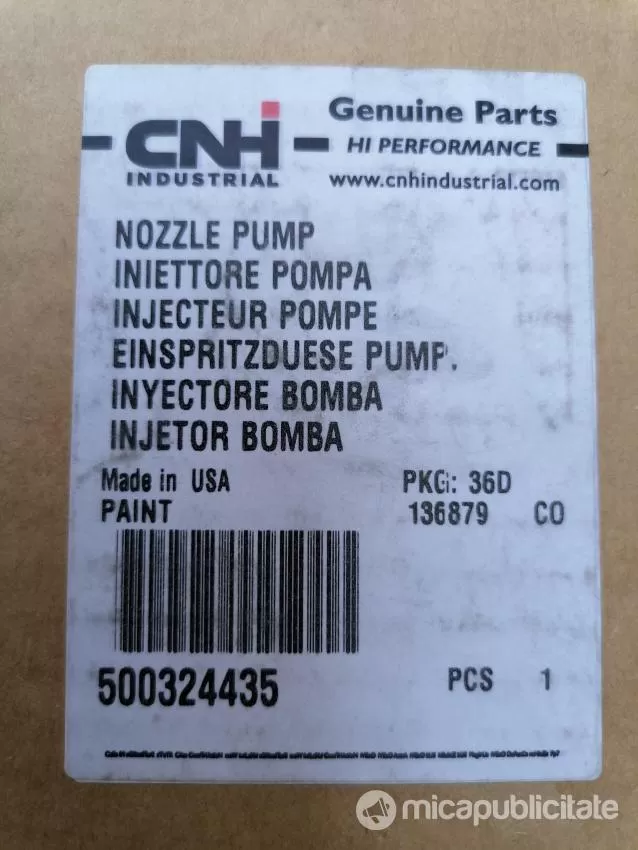 CNH INDUSTRIAL
Genuine Parts
HI PERFORMANCE
www.cnhindustrial.com
NOZZLE PUMP
INIETTORE POMPA
INJECTEUR POMPE
EINSPRITZDUESE PUMP.
INYECTORE BOMBA
INJETOR BOMBA
Made in USA PKG: 36D
PAINT 136879 CO
500324435 PCS 1
micapublicitate